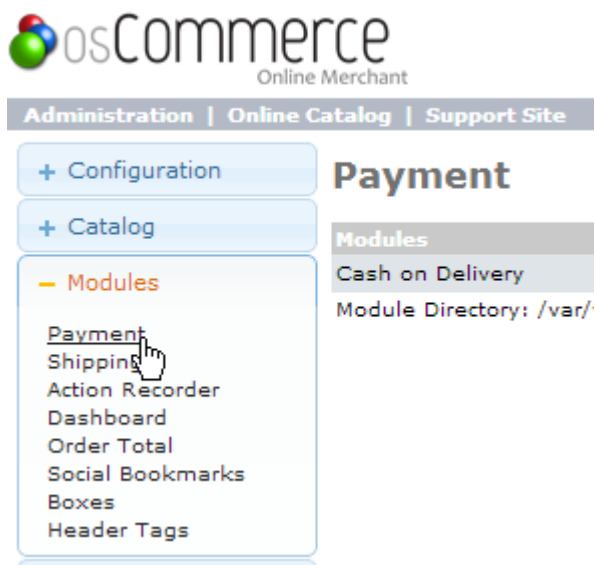 osCommerce
Online Merchant
Administration | Online Catalog | Support Site
+ Configuration
+ Catalog
– Modules
Payment
Shipping
Action Recorder
Dashboard
Order Total
Social Bookmarks
Boxes
Header Tags
Payment
Modules
Cash on Delivery
Module Directory: /var/